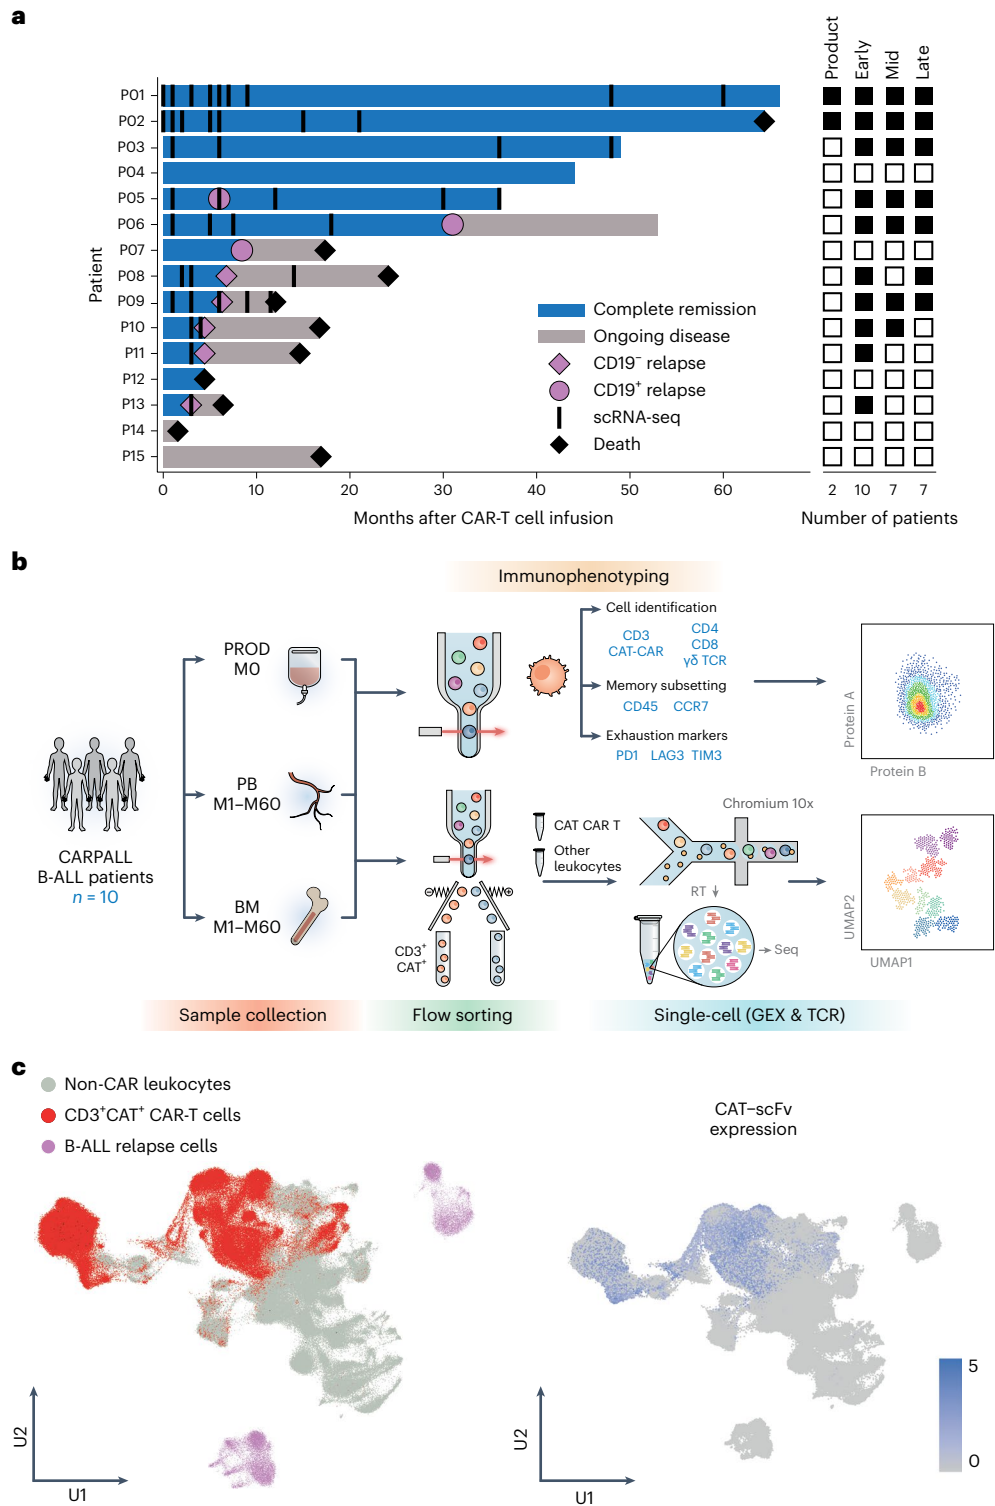 a
Product
Early
Mid
Late
P01
P02
P03
P04
P05
P06
P07
P08
P09
P10
P11
P12
P13
P14
P15
Patient
Complete remission
Ongoing disease
CD19⁻ relapse
CD19⁺ relapse
scRNA-seq
Death
0 10 20 30 40 50 60
Months after CAR-T cell infusion
2 10 7 7
Number of patients
b
Immunophenotyping
PROD
M0
PB
M1–M60
BM
M1–M60
CARPALL
B-ALL patients
n = 10
Cell identification
CD3
CAT-CAR
CD4
CD8
γδ TCR
Memory subsetting
CD45 CCR7
Exhaustion markers
PD1 LAG3 TIM3
Protein A
Protein B
CAT CAR T
Other
leukocytes
Chromium 10x
RT
Seq
CD3⁺
CAT⁺
UMAP2
UMAP1
Sample collection
Flow sorting
Single-cell (GEX & TCR)
c
Non-CAR leukocytes
CD3⁺CAT⁺ CAR-T cells
B-ALL relapse cells
U2
U1
CAT–scFv
expression
5
0
U2
U1